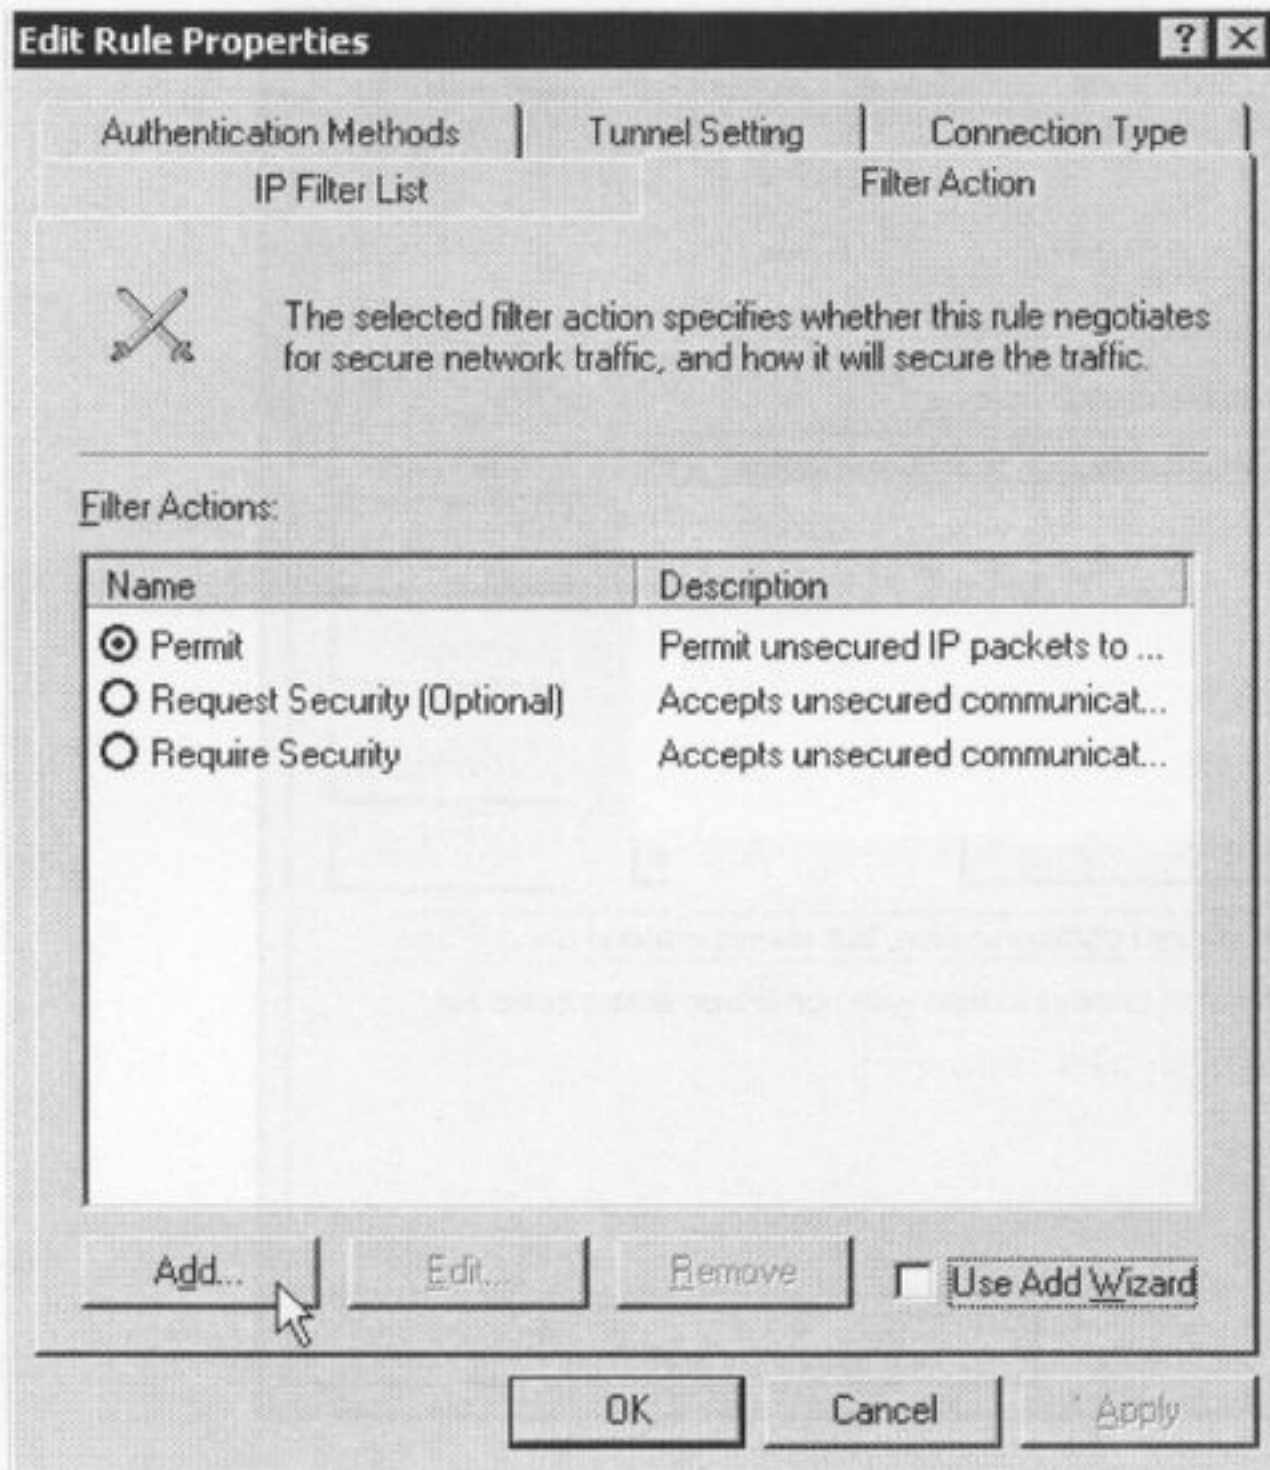 Edit Rule Properties
Authentication Methods Tunnel Setting Connection Type
IP Filter List Filter Action
The selected filter action specifies whether this rule negotiates
for secure network traffic, and how it will secure the traffic.
Filter Actions:
Name Description
Permit Permit unsecured IP packets to ...
Request Security (Optional) Accepts unsecured communicat...
Require Security Accepts unsecured communicat...
Add... Edit... Remove Use Add Wizard
OK Cancel Apply